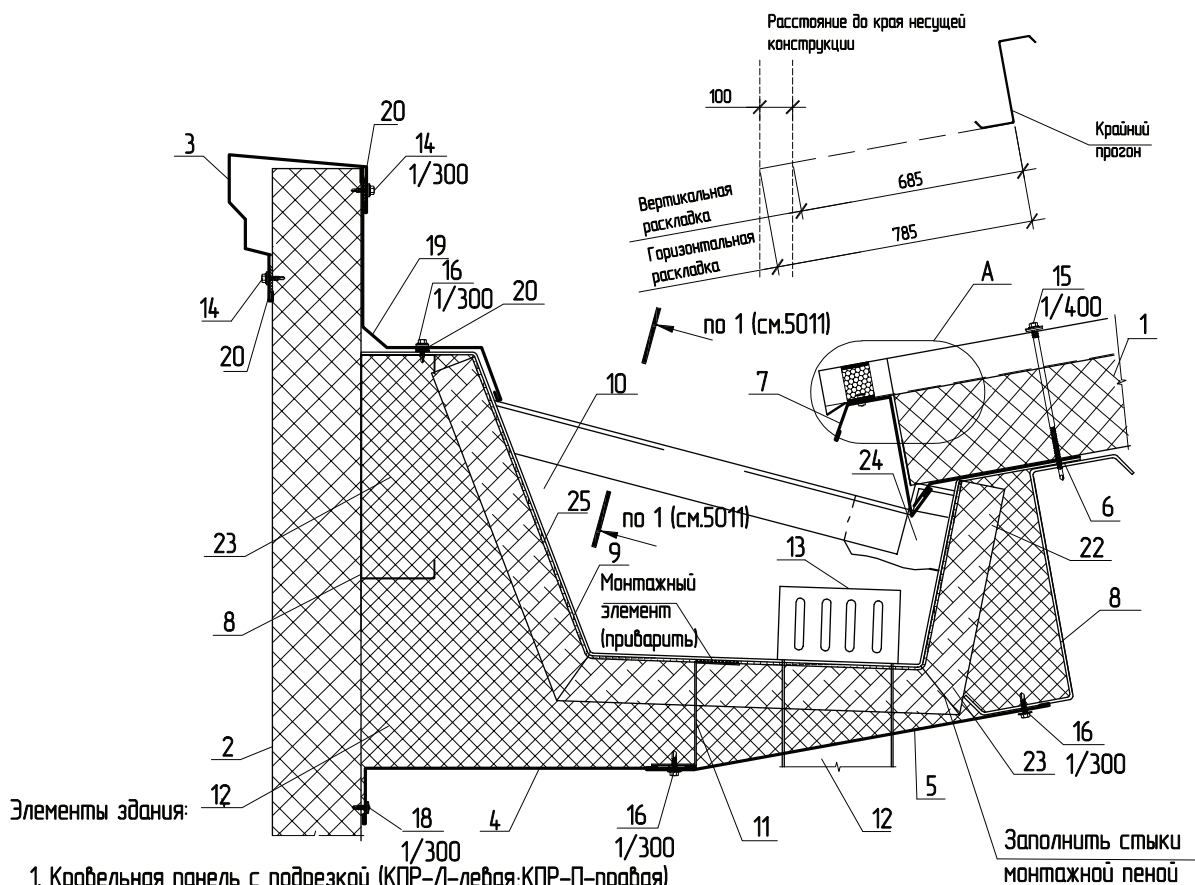 Расстояние до края несущей
конструкции
100
Крайний
прогон
685
785
Вертикальная
раскладка
Горизонтальная
раскладка
20
3
14
1/300
19
16
1/300
20
14
20
по 1 (см.5011)
А
15
1/400
1
7
10
24
6
25
по 1 (см.5011)
9
23
13
22
Монтажный
элемент
(приварить)
8
8
2
16
1/300
23
5
Элементы здания:
12
18
1/300
4
16
1/300
11
12
Заполнить стыки
монтажной пеной
1. Кровельная панель с подрезкой (КПР-Л-левая;КПР-П-правая)